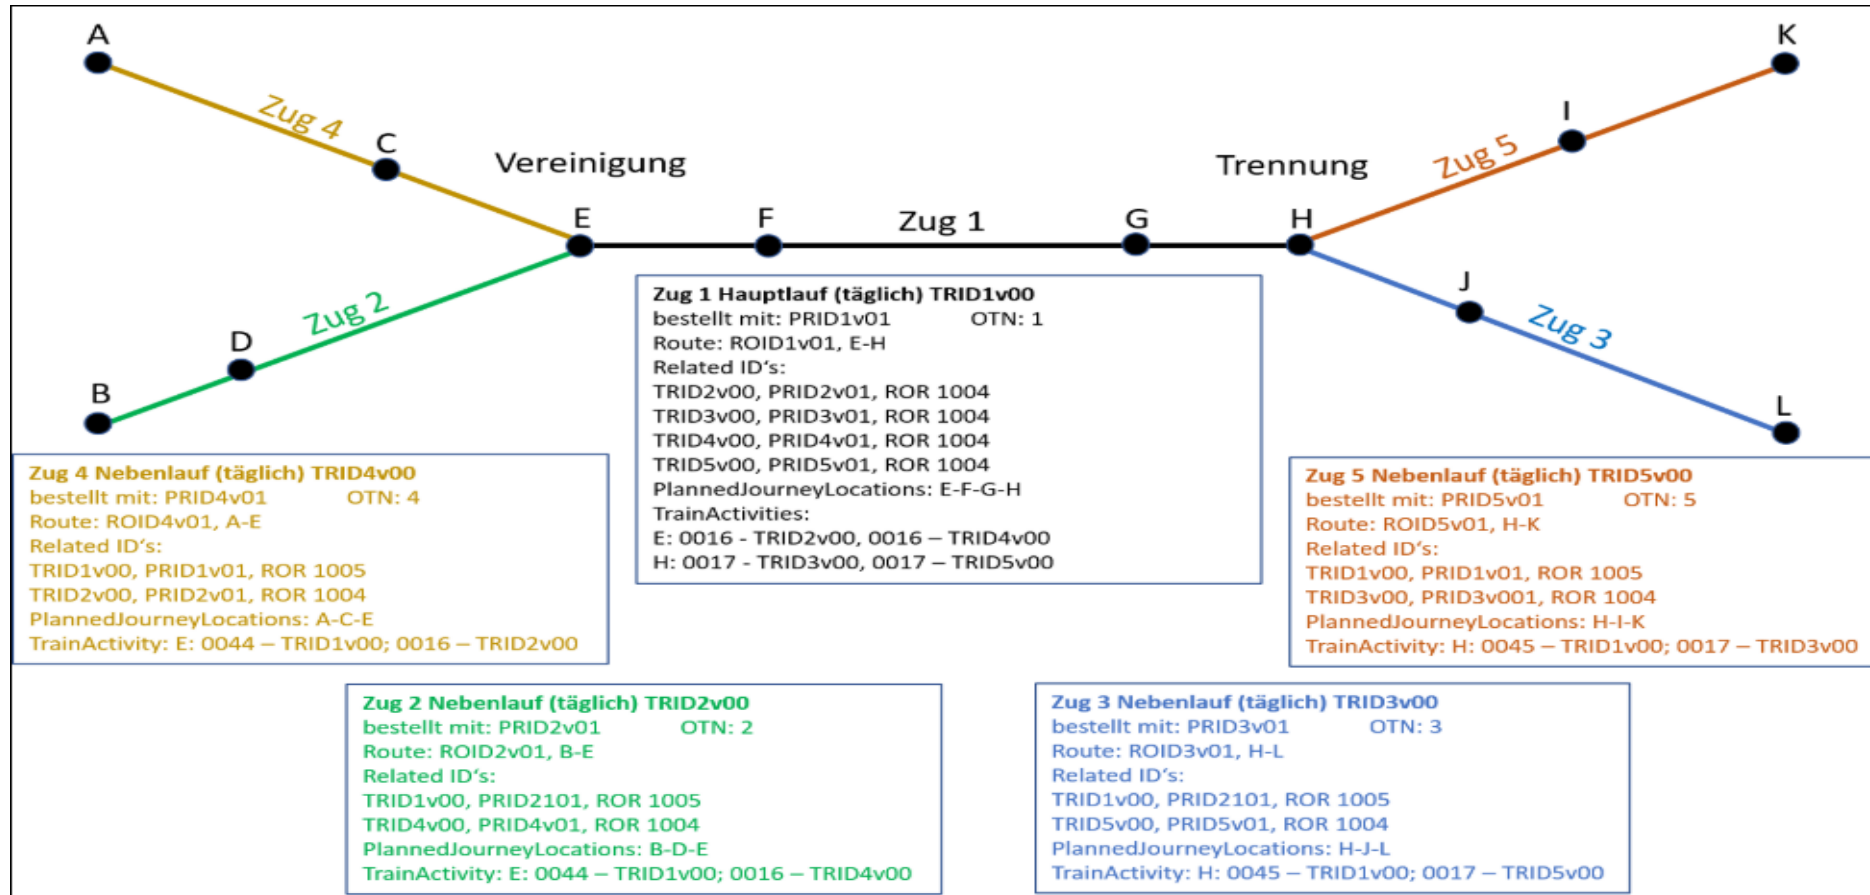 A
K
Zug 4
I
C
Zug 5
Vereinigung
Trennung
E
F
Zug 1
G
H
J
Zug 2
Zug 3
D
B
L
Zug 1 Hauptlauf (täglich) TRID1v00
bestellt mit: PRID1v01 OTN: 1
Route: ROID1v01, E-H
Related ID‘s:
TRID2v00, PRID2v01, ROR 1004
TRID3v00, PRID3v01, ROR 1004
TRID4v00, PRID4v01, ROR 1004
TRID5v00, PRID5v01, ROR 1004
PlannedJourneyLocations: E-F-G-H
TrainActivities:
E: 0016 - TRID2v00, 0016 – TRID4v00
H: 0017 - TRID3v00, 0017 – TRID5v00
Zug 4 Nebenlauf (täglich) TRID4v00
bestellt mit: PRID4v01 OTN: 4
Route: ROID4v01, A-E
Related ID‘s:
TRID1v00, PRID1v01, ROR 1005
TRID2v00, PRID2v01, ROR 1004
PlannedJourneyLocations: A-C-E
TrainActivity: E: 0044 – TRID1v00; 0016 – TRID2v00
Zug 5 Nebenlauf (täglich) TRID5v00
bestellt mit: PRID5v01 OTN: 5
Route: ROID5v01, H-K
Related ID‘s:
TRID1v00, PRID1v01, ROR 1005
TRID3v00, PRID3v001, ROR 1004
PlannedJourneyLocations: H-I-K
TrainActivity: H: 0045 – TRID1v00; 0017 – TRID3v00
Zug 2 Nebenlauf (täglich) TRID2v00
bestellt mit: PRID2v01 OTN: 2
Route: ROID2v01, B-E
Related ID‘s:
TRID1v00, PRID2101, ROR 1005
TRID4v00, PRID4v01, ROR 1004
PlannedJourneyLocations: B-D-E
TrainActivity: E: 0044 – TRID1v00; 0016 – TRID4v00
Zug 3 Nebenlauf (täglich) TRID3v00
bestellt mit: PRID3v01 OTN: 3
Route: ROID3v01, H-L
Related ID‘s:
TRID1v00, PRID2101, ROR 1005
TRID5v00, PRID5v01, ROR 1004
PlannedJourneyLocations: H-J-L
TrainActivity: H: 0045 – TRID1v00; 0017 – TRID5v00